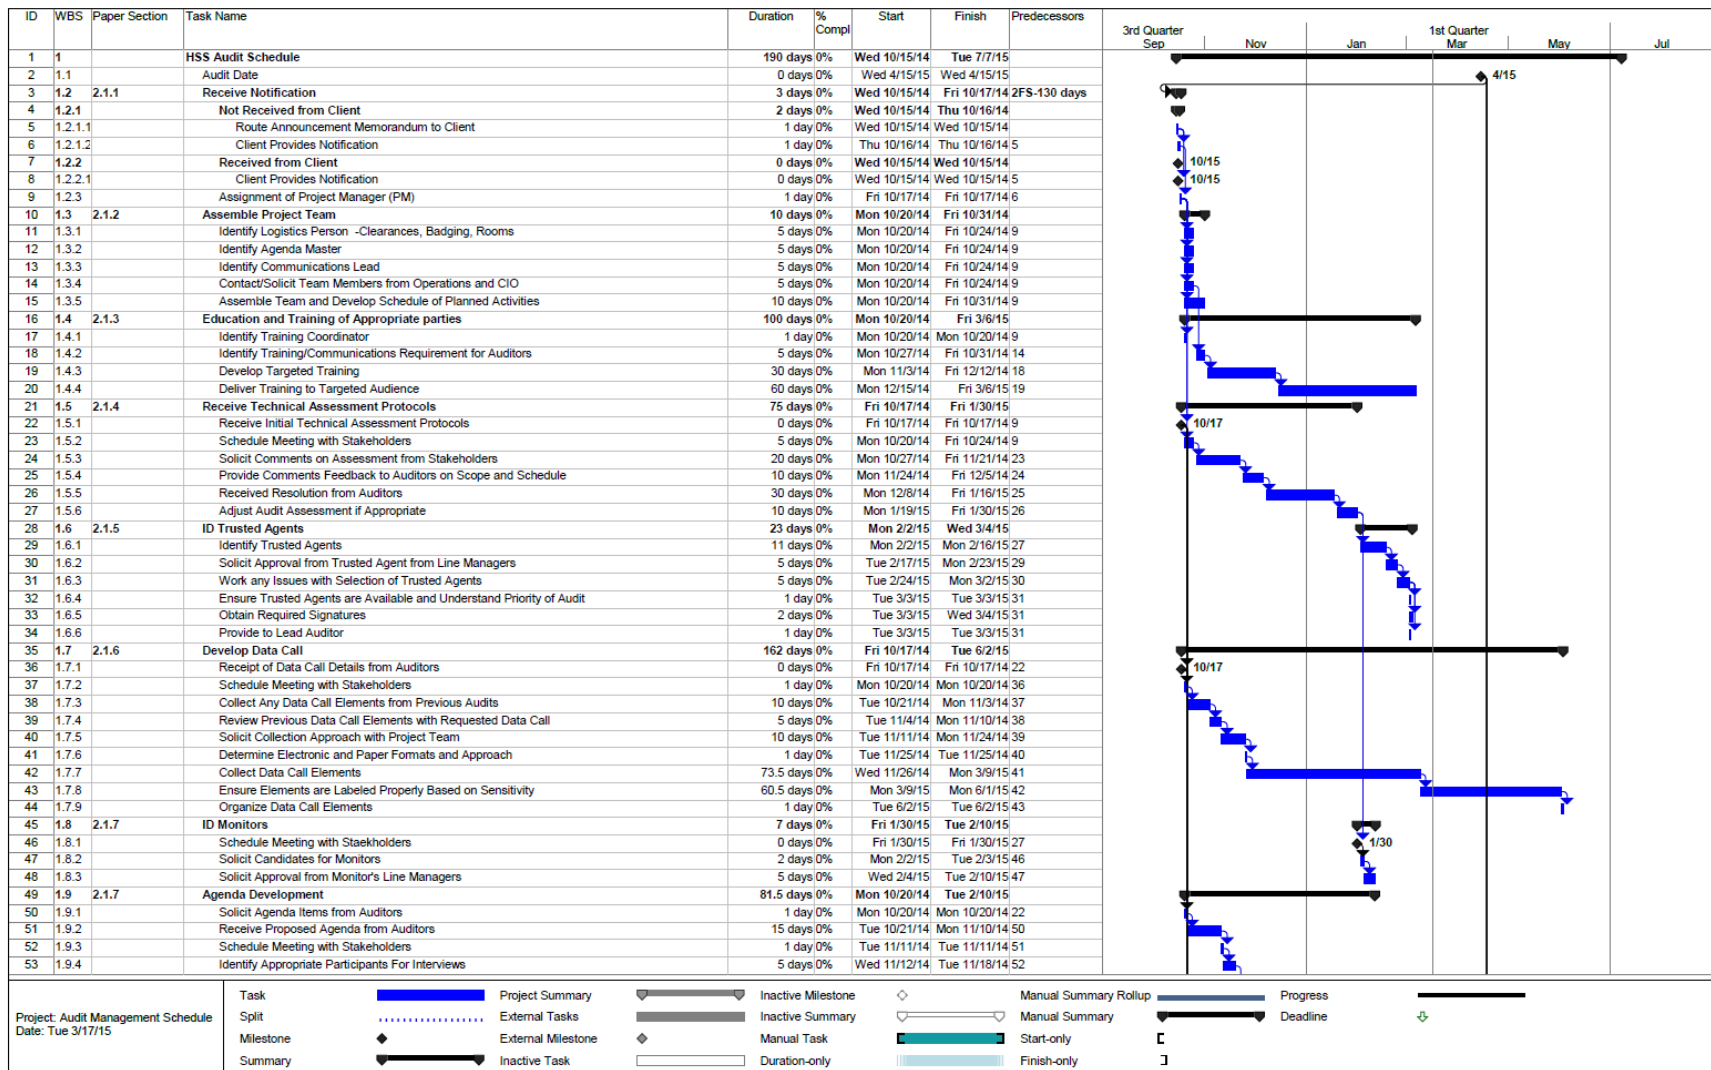 ID WBS Paper Section Task Name Duration % Compl Start Finish Predecessors
3rd Quarter 1st Quarter
Sep Nov Jan Mar May Jul
1 1 HSS Audit Schedule 190 days 0% Wed 10/15/14 Tue 7/7/15
2 1.1 Audit Date 0 days 0% Wed 4/15/15 Wed 4/15/15 4/15
3 1.2 2.1.1 Receive Notification 3 days 0% Wed 10/15/14 Fri 10/17/14 2FS-130 days
4 1.2.1 Not Received from Client 2 days 0% Wed 10/15/14 Thu 10/16/14
5 1.2.1.1 Route Announcement Memorandum to Client 1 day 0% Wed 10/15/14 Wed 10/15/14
6 1.2.1.2 Client Provides Notification 1 day 0% Thu 10/16/14 Thu 10/16/14 5
7 1.2.2 Received from Client 0 days 0% Wed 10/15/14 Wed 10/15/14 10/15
8 1.2.2.1 Client Provides Notification 0 days 0% Wed 10/15/14 Wed 10/15/14 5 10/15
9 1.2.3 Assignment of Project Manager (PM) 1 day 0% Fri 10/17/14 Fri 10/17/14 6
10 1.3 2.1.2 Assemble Project Team 10 days 0% Mon 10/20/14 Fri 10/31/14
11 1.3.1 Identify Logistics Person -Clearances, Badging, Rooms 5 days 0% Mon 10/20/14 Fri 10/24/14 9
12 1.3.2 Identify Agenda Master 5 days 0% Mon 10/20/14 Fri 10/24/14 9
13 1.3.3 Identify Communications Lead 5 days 0% Mon 10/20/14 Fri 10/24/14 9
14 1.3.4 Contact/Solicit Team Members from Operations and CIO 5 days 0% Mon 10/20/14 Fri 10/24/14 9
15 1.3.5 Assemble Team and Develop Schedule of Planned Activities 10 days 0% Mon 10/20/14 Fri 10/31/14 9
16 1.4 2.1.3 Education and Training of Appropriate parties 100 days 0% Mon 10/20/14 Fri 3/6/15
17 1.4.1 Identify Training Coordinator 1 day 0% Mon 10/20/14 Mon 10/20/14 9
18 1.4.2 Identify Training/Communications Requirement for Auditors 5 days 0% Mon 10/27/14 Fri 10/31/14 14
19 1.4.3 Develop Targeted Training 30 days 0% Mon 11/3/14 Fri 12/12/14 18
20 1.4.4 Deliver Training to Targeted Audience 60 days 0% Mon 12/15/14 Fri 3/6/15 19
21 1.5 2.1.4 Receive Technical Assessment Protocols 75 days 0% Fri 10/17/14 Fri 1/30/15
22 1.5.1 Receive Initial Technical Assessment Protocols 0 days 0% Fri 10/17/14 Fri 10/17/14 9 10/17
23 1.5.2 Schedule Meeting with Stakeholders 5 days 0% Mon 10/20/14 Fri 10/24/14 9
24 1.5.3 Solicit Comments on Assessment from Stakeholders 20 days 0% Mon 10/27/14 Fri 11/21/14 23
25 1.5.4 Provide Comments Feedback to Auditors on Scope and Schedule 10 days 0% Mon 11/24/14 Fri 12/5/14 24
26 1.5.5 Received Resolution from Auditors 30 days 0% Mon 12/8/14 Fri 1/16/15 25
27 1.5.6 Adjust Audit Assessment if Appropriate 10 days 0% Mon 1/19/15 Fri 1/30/15 26
28 1.6 2.1.5 ID Trusted Agents 23 days 0% Mon 2/2/15 Wed 3/4/15
29 1.6.1 Identify Trusted Agents 11 days 0% Mon 2/2/15 Mon 2/16/15 27
30 1.6.2 Solicit Approval from Trusted Agent from Line Managers 5 days 0% Tue 2/17/15 Mon 2/23/15 29
31 1.6.3 Work any Issues with Selection of Trusted Agents 5 days 0% Tue 2/24/15 Mon 3/2/15 30
32 1.6.4 Ensure Trusted Agents are Available and Understand Priority of Audit 1 day 0% Tue 3/3/15 Tue 3/3/15 31
33 1.6.5 Obtain Required Signatures 2 days 0% Tue 3/3/15 Wed 3/4/15 31
34 1.6.6 Provide to Lead Auditor 1 day 0% Tue 3/3/15 Tue 3/3/15 31
35 1.7 2.1.6 Develop Data Call 162 days 0% Fri 10/17/14 Tue 6/2/15
36 1.7.1 Receipt of Data Call Details from Auditors 0 days 0% Fri 10/17/14 Fri 10/17/14 22 10/17
37 1.7.2 Schedule Meeting with Stakeholders 1 day 0% Mon 10/20/14 Mon 10/20/14 36
38 1.7.3 Collect Any Data Call Elements from Previous Audits 10 days 0% Tue 10/21/14 Mon 11/3/14 37
39 1.7.4 Review Previous Data Call Elements with Requested Data Call 5 days 0% Tue 11/4/14 Mon 11/10/14 38
40 1.7.5 Solicit Collection Approach with Project Team 10 days 0% Tue 11/11/14 Mon 11/24/14 39
41 1.7.6 Determine Electronic and Paper Formats and Approach 1 day 0% Tue 11/25/14 Tue 11/25/14 40
42 1.7.7 Collect Data Call Elements 73.5 days 0% Wed 11/26/14 Mon 3/9/15 41
43 1.7.8 Ensure Elements are Labeled Properly Based on Sensitivity 60.5 days 0% Mon 3/9/15 Mon 6/1/15 42
44 1.7.9 Organize Data Call Elements 1 day 0% Tue 6/2/15 Tue 6/2/15 43
45 1.8 2.1.7 ID Monitors 7 days 0% Fri 1/30/15 Tue 2/10/15
46 1.8.1 Schedule Meeting with Staekholders 0 days 0% Fri 1/30/15 Fri 1/30/15 27 1/30
47 1.8.2 Solicit Candidates for Monitors 2 days 0% Mon 2/2/15 Tue 2/3/15 46
48 1.8.3 Solicit Approval from Monitor's Line Managers 5 days 0% Wed 2/4/15 Tue 2/10/15 47
49 1.9 2.1.7 Agenda Development 81.5 days 0% Mon 10/20/14 Tue 2/10/15
50 1.9.1 Solicit Agenda Items from Auditors 1 day 0% Mon 10/20/14 Mon 10/20/14 22
51 1.9.2 Receive Proposed Agenda from Auditors 15 days 0% Tue 10/21/14 Mon 11/10/14 50
52 1.9.3 Schedule Meeting with Stakeholders 1 day 0% Tue 11/11/14 Tue 11/11/14 51
53 1.9.4 Identify Appropriate Participants For Interviews 5 days 0% Wed 11/12/14 Tue 11/18/14 52
Project: Audit Management Schedule
Date: Tue 3/17/15
Task Project Summary Inactive Milestone Manual Summary Rollup Progress
Split External Tasks Inactive Summary Manual Summary Deadline
Milestone External Milestone Manual Task Start-only
Summary Inactive Task Duration-only Finish-only